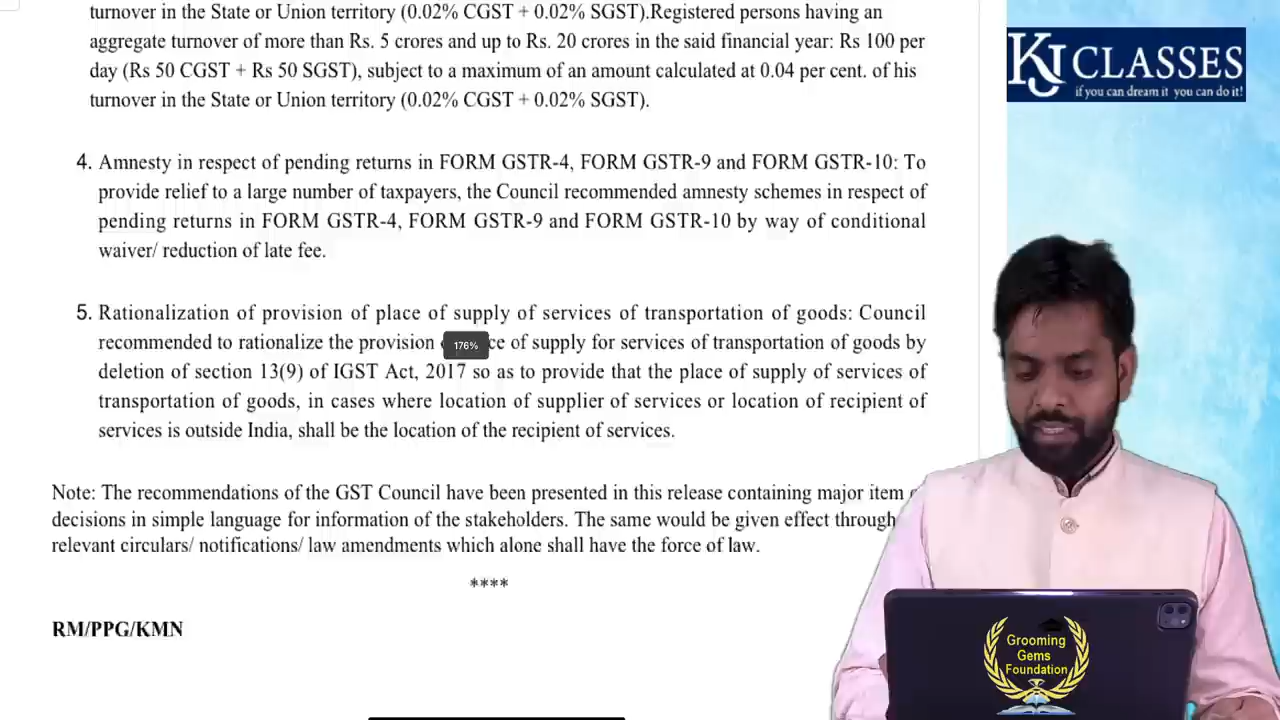 turnover in the State or Union territory (0.02% CGST + 0.02% SGST).Registered persons having an
aggregate turnover of more than Rs. 5 crores and up to Rs. 20 crores in the said financial year: Rs 100 per
day (Rs 50 CGST + Rs 50 SGST), subject to a maximum of an amount calculated at 0.04 per cent. of his
turnover in the State or Union territory (0.02% CGST + 0.02% SGST).
4. Amnesty in respect of pending returns in FORM GSTR-4, FORM GSTR-9 and FORM GSTR-10: To
provide relief to a large number of taxpayers, the Council recommended amnesty schemes in respect of
pending returns in FORM GSTR-4, FORM GSTR-9 and FORM GSTR-10 by way of conditional
waiver/ reduction of late fee.
5. Rationalization of provision of place of supply of services of transportation of goods: Council
recommended to rationalize the provision of supply for services of transportation of goods by
176%
deletion of section 13(9) of IGST Act, 2017 so as to provide that the place of supply of services of
transportation of goods, in cases where location of supplier of services or location of recipient of
services is outside India, shall be the location of the recipient of services.
Note: The recommendations of the GST Council have been presented in this release containing major item
decisions in simple language for information of the stakeholders. The same would be given effect through
relevant circulars/ notifications/ law amendments which alone shall have the force of law.
****
RM/PPG/KMN
KJ CLASSES
if you can dream it you can do it!
Grooming
Gems
Foundation